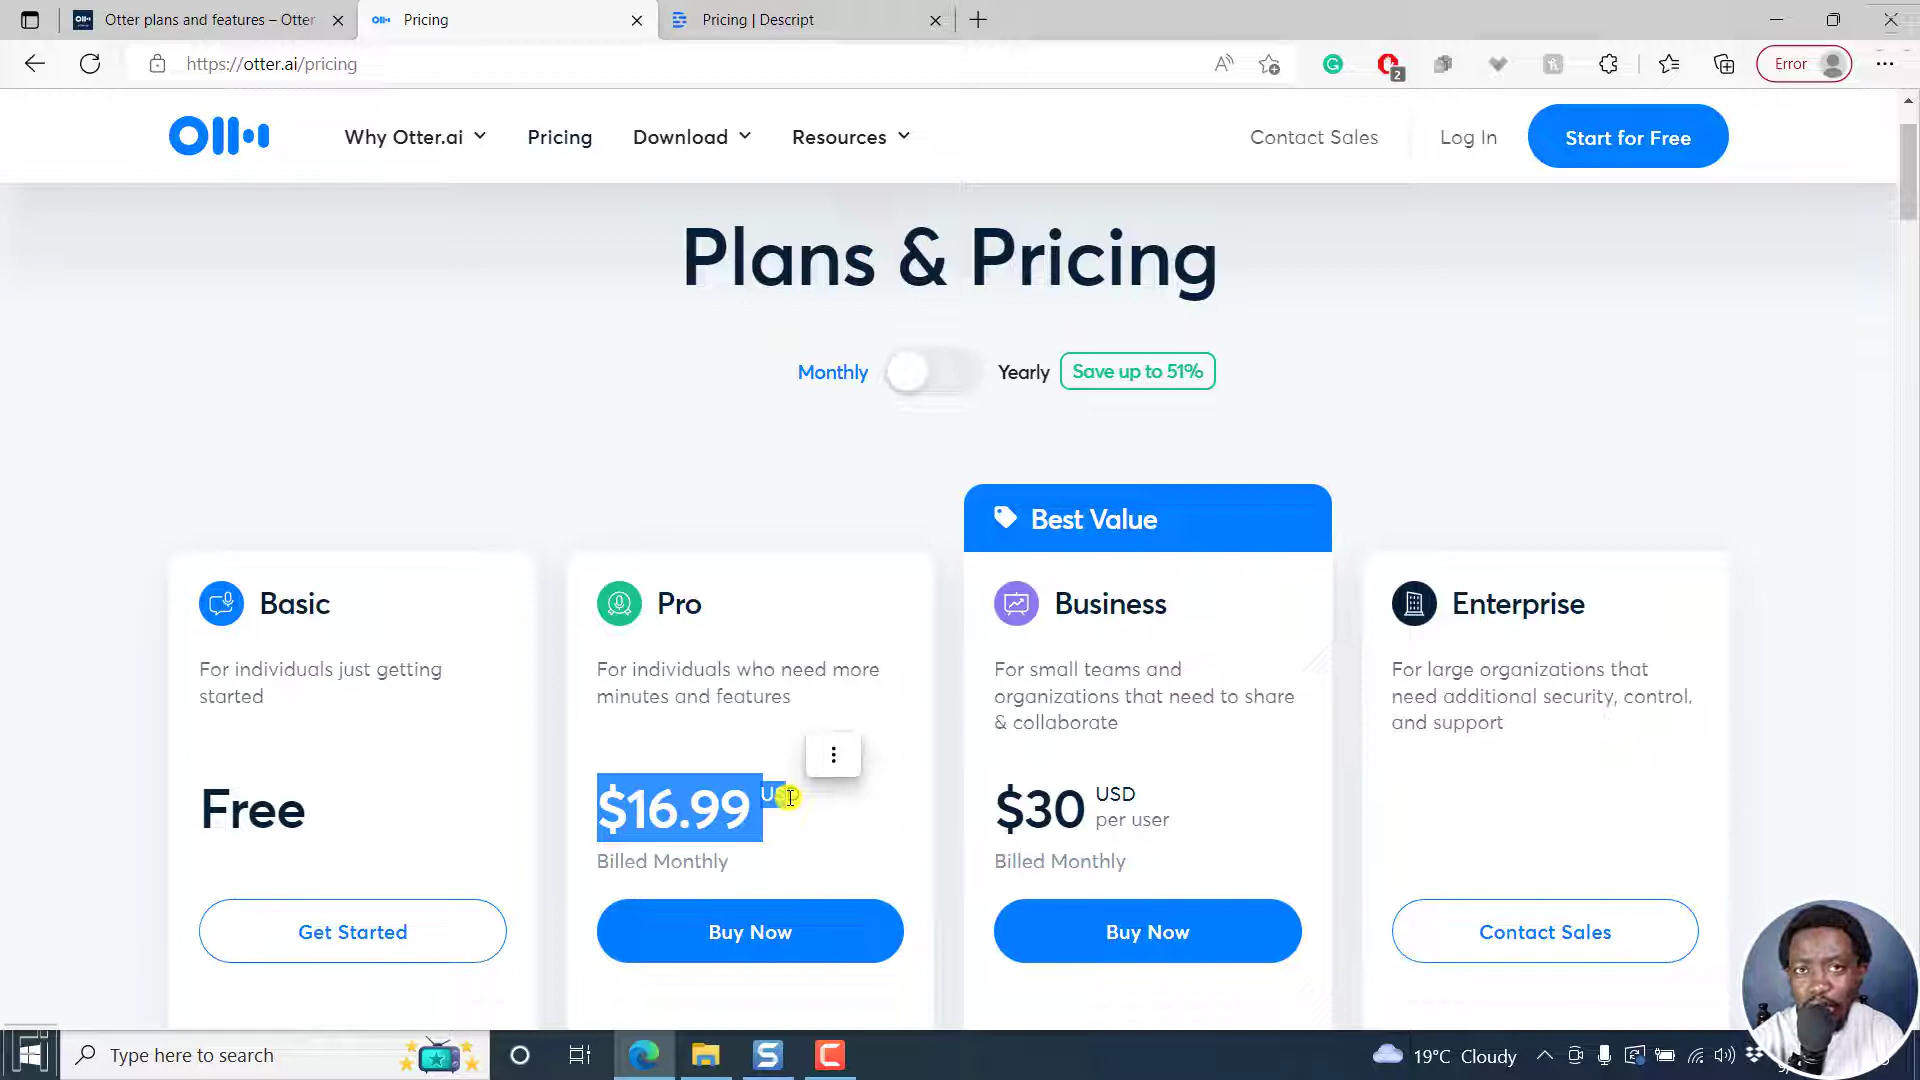 Otter plans and features – Otter
Pricing
Pricing | Descript
https://otter.ai/pricing
2
Error
Why Otter.ai
Pricing
Download
Resources
Contact Sales
Log In
Start for Free
Plans & Pricing
Monthly
Yearly
Save up to 51%
Best Value
Basic
For individuals just getting
started
Free
Get Started
Pro
For individuals who need more
minutes and features
$16.99 USD
Billed Monthly
Buy Now
Business
For small teams and
organizations that need to share
& collaborate
$30 USD
per user
Billed Monthly
Buy Now
Enterprise
For large organizations that
need additional security, control,
and support
Contact Sales
Type here to search
19°C Cloudy